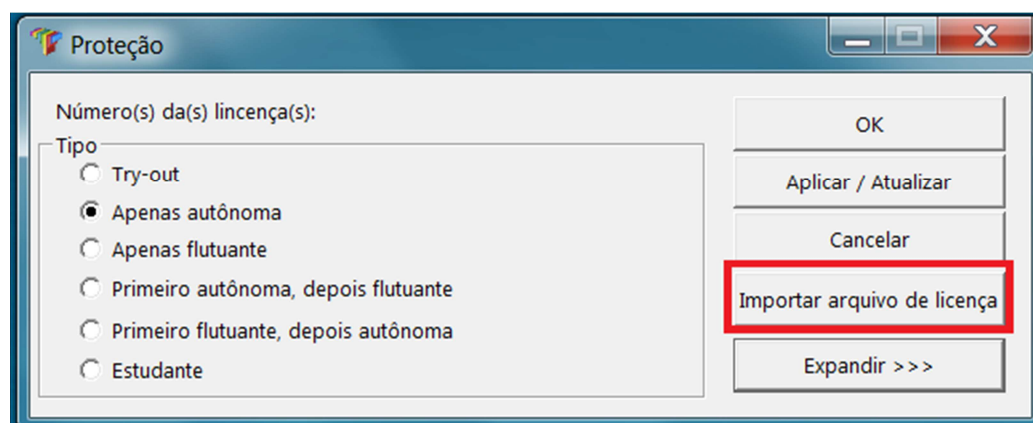 Proteção
Número(s) da(s) lincença(s):
Tipo
Try-out
Apenas autônoma
Apenas flutuante
Primeiro autônoma, depois flutuante
Primeiro flutuante, depois autônoma
Estudante
OK
Aplicar / Atualizar
Cancelar
Importar arquivo de licença
Expandir >>>